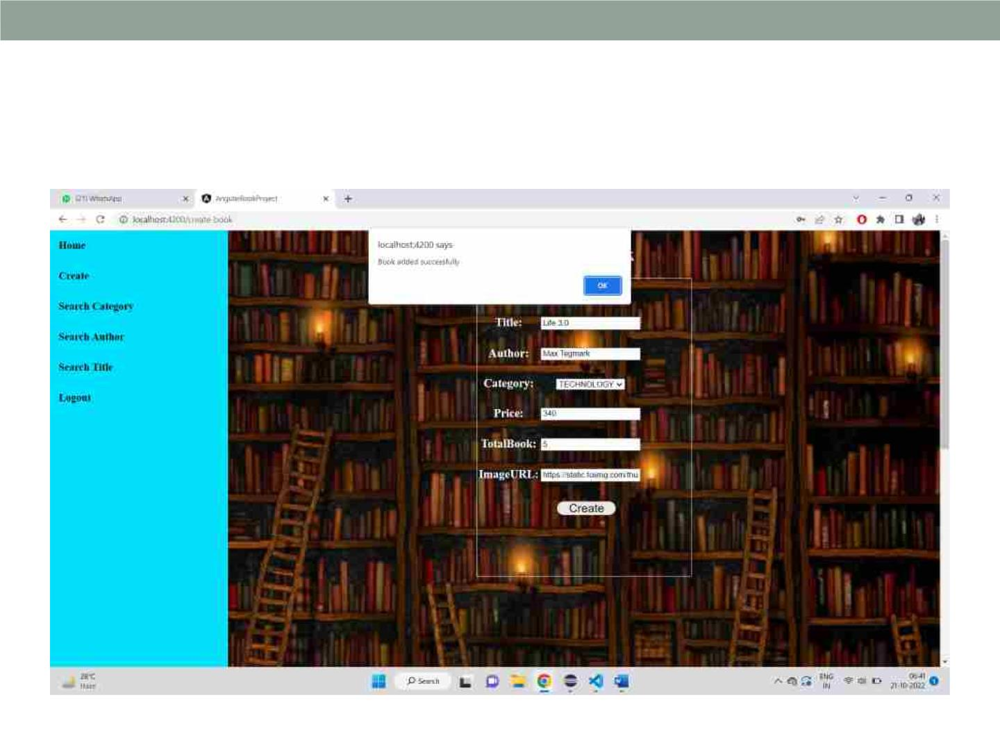 WhatsApp
AngularBookProject
localhost:4200/create-book
localhost:4200 says
Book added successfully
OK
Home
Create
Search Category
Search Author
Search Title
Logout
Title: Life 3.0
Author: Max Tegmark
Category: TECHNOLOGY
Price: 340
TotalBook: 5
ImageURL: https://static.toiimg.com/thu
Create
28°C
Haze
Search
ENG
IN
06:41
21-10-2022